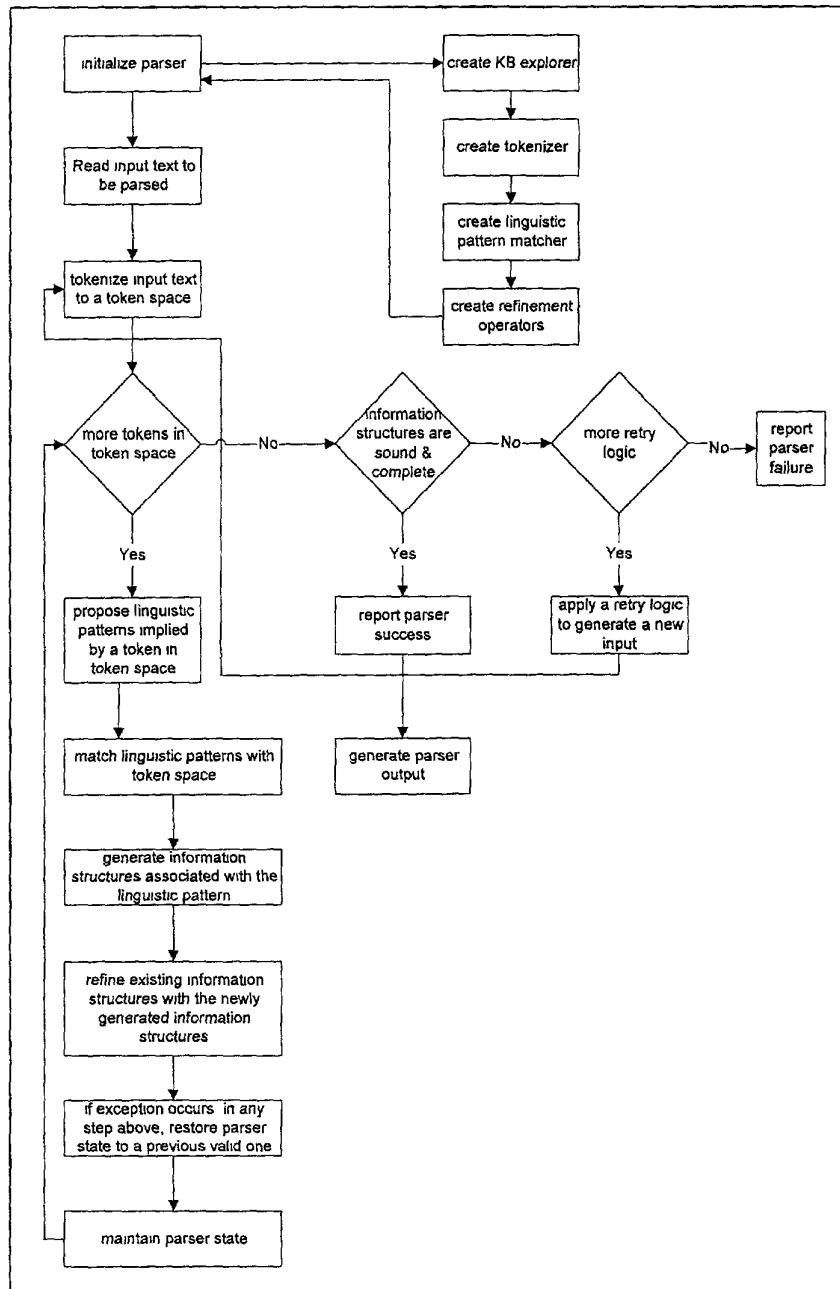 initialize parser
create KB explorer
Read input text to
be parsed
create tokenizer
create linguistic
pattern matcher
tokenize input text
to a token space
create refinement
operators
more tokens in
token space
No
information
structures are
sound &
complete
No
more retry
logic
No
report
parser
failure
Yes
Yes
Yes
propose linguistic
patterns implied
by a token in
token space
report parser
success
apply a retry logic
to generate a new
input
match linguistic patterns with
token space
generate parser
output
generate information
structures associated with the
linguistic pattern
refine existing information
structures with the newly
generated information
structures
if exception occurs in any
step above, restore parser
state to a previous valid one
maintain parser state